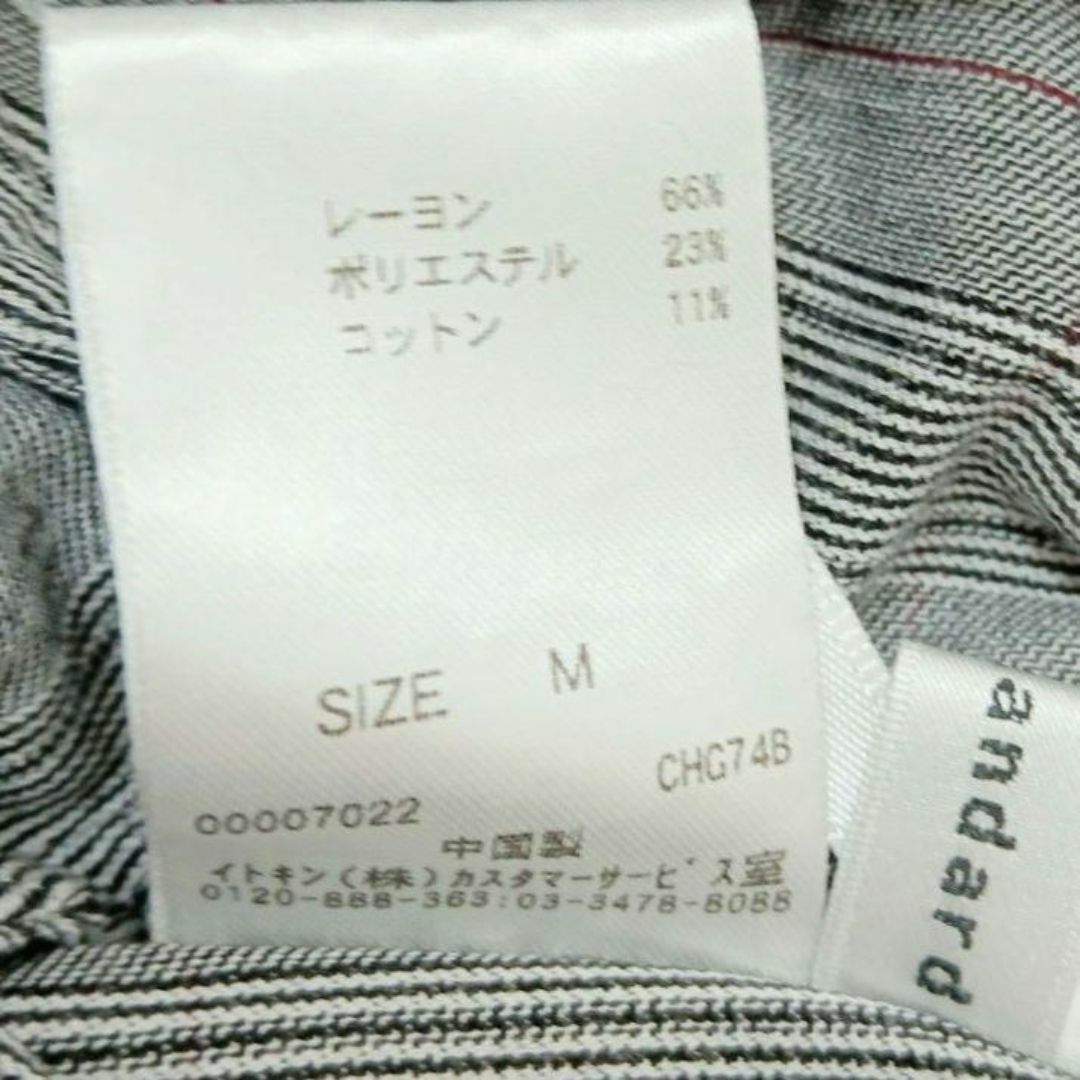 レーヨン 66%
ポリエステル 23%
コットン 11%
SIZE M
CHG74B
00007022
中国製
イトキン(株)カスタマーサービス室
0120-888-363:03-3478-8088
andard